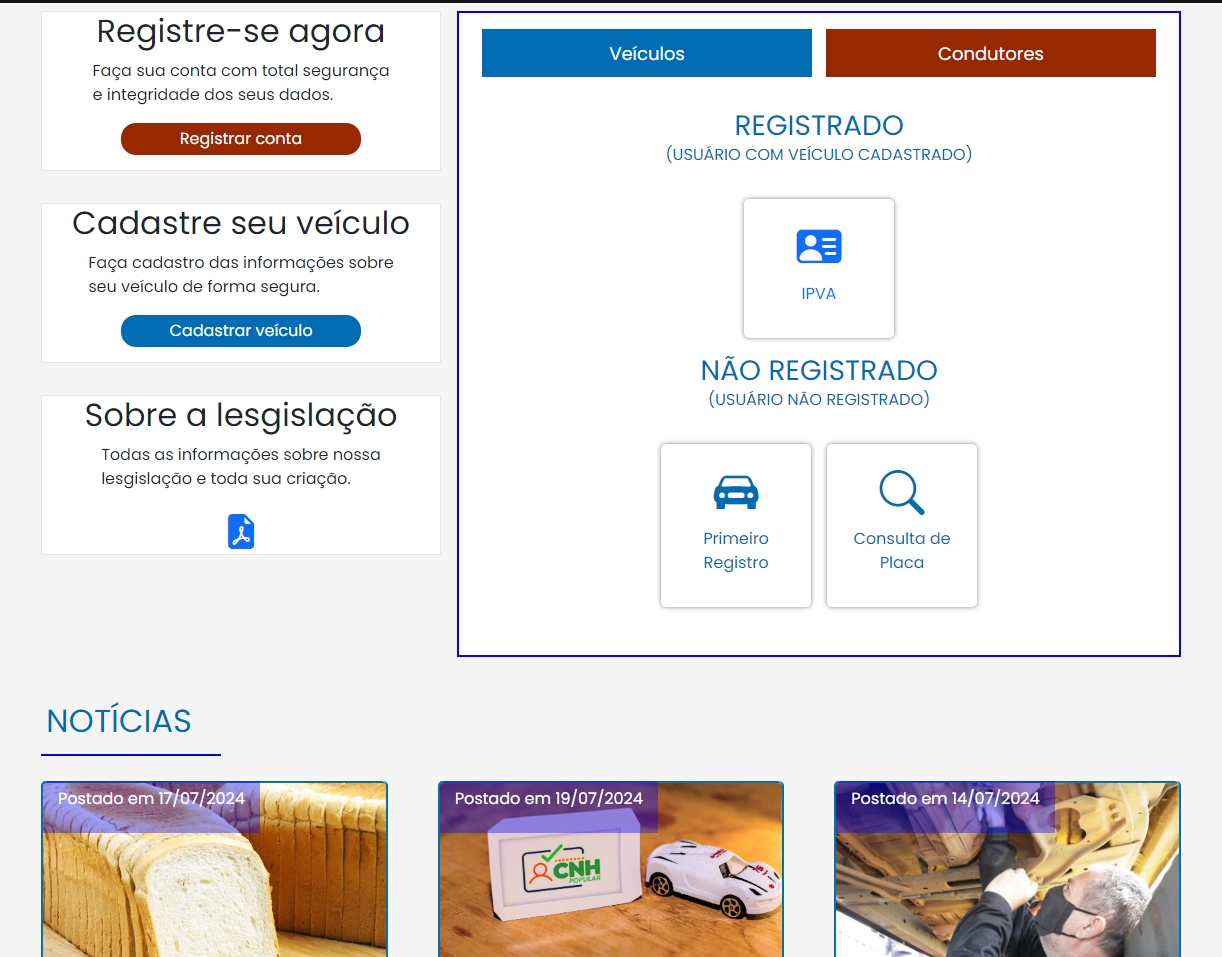 Registre-se agora
Faça sua conta com total segurança
e integridade dos seus dados.
Registrar conta
Cadastre seu veículo
Faça cadastro das informações sobre
seu veículo de forma segura.
Cadastrar veículo
Sobre a lesgislação
Todas as informações sobre nossa
lesgislação e toda sua criação.
Veículos
Condutores
REGISTRADO
(USUÁRIO COM VEÍCULO CADASTRADO)
IPVA
NÃO REGISTRADO
(USUÁRIO NÃO REGISTRADO)
Primeiro
Registro
Consulta de
Placa
NOTÍCIAS
Postado em 17/07/2024
Postado em 19/07/2024
PROGRAMA
CNH
POPULAR
Postado em 14/07/2024